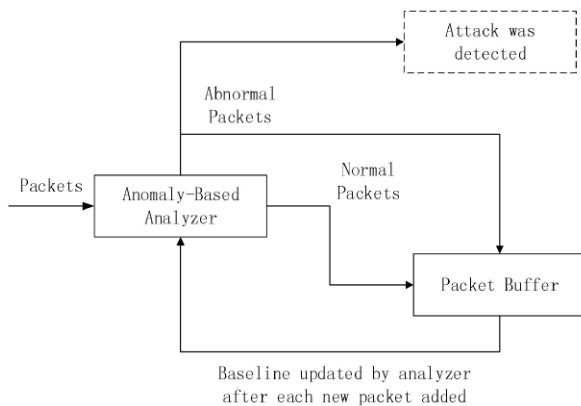 Attack was
detected
Abnormal
Packets
Normal
Packets
Packets
Anomaly-Based
Analyzer
Packet Buffer
Baseline updated by analyzer
after each new packet added